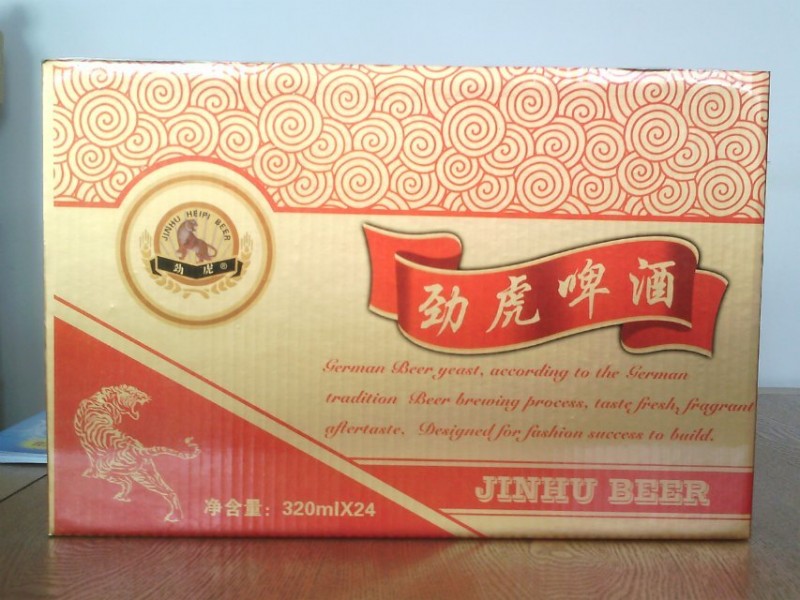 JINHU HEIPI BEER
劲虎®
劲虎啤酒
German Beer yeast, according to the German
tradition Beer brewing process, taste fresh, fragrant
aftertaste. Designed for fashion success to build.
JINHU BEER
净含量：320mlX24